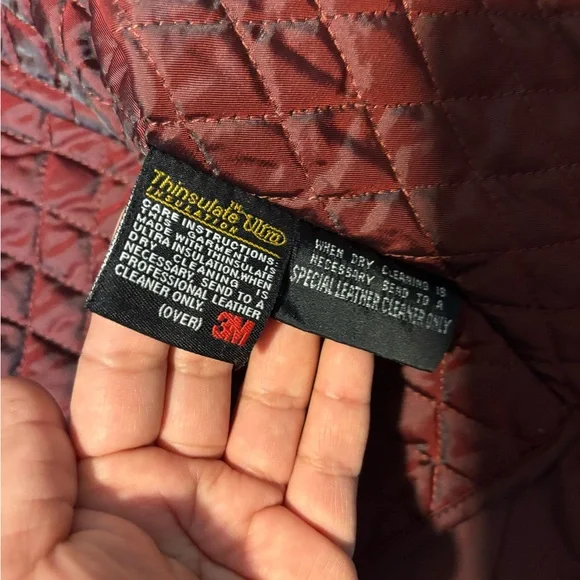 Thinsulate™ Ultra
INSULATION
CARE INSTRUCTIONS:
THIS GARMENT IS
MADE WITH THINSULATE
ULTRA INSULATION.WHEN
DRY CLEANING IS
NECESSARY SEND TO A
PROFESSIONAL LEATHER
CLEANER ONLY.
(OVER) 3M
WHEN DRY CLEANING IS
NECESSARY SEND TO A
SPECIAL LEATHER CLEANER ONLY